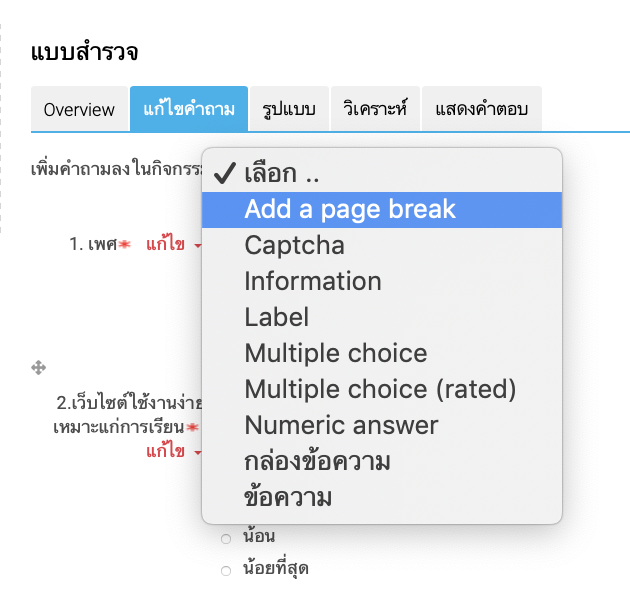 แบบสำรวจ
Overview แก้ไขคำถาม รูปแบบ วิเคราะห์ แสดงคำตอบ
เพิ่มคำถามลงในกิจกรร
เลือก ..
Add a page break
1. เพศ แก้ไข
Captcha
Information
Label
Multiple choice
Multiple choice (rated)
2.เว็บไซต์ใช้งานง่าย
เหมาะแก่การเรียน
Numeric answer
แก้ไข
กล่องข้อความ
ข้อความ
น้อน
น้อยที่สุด